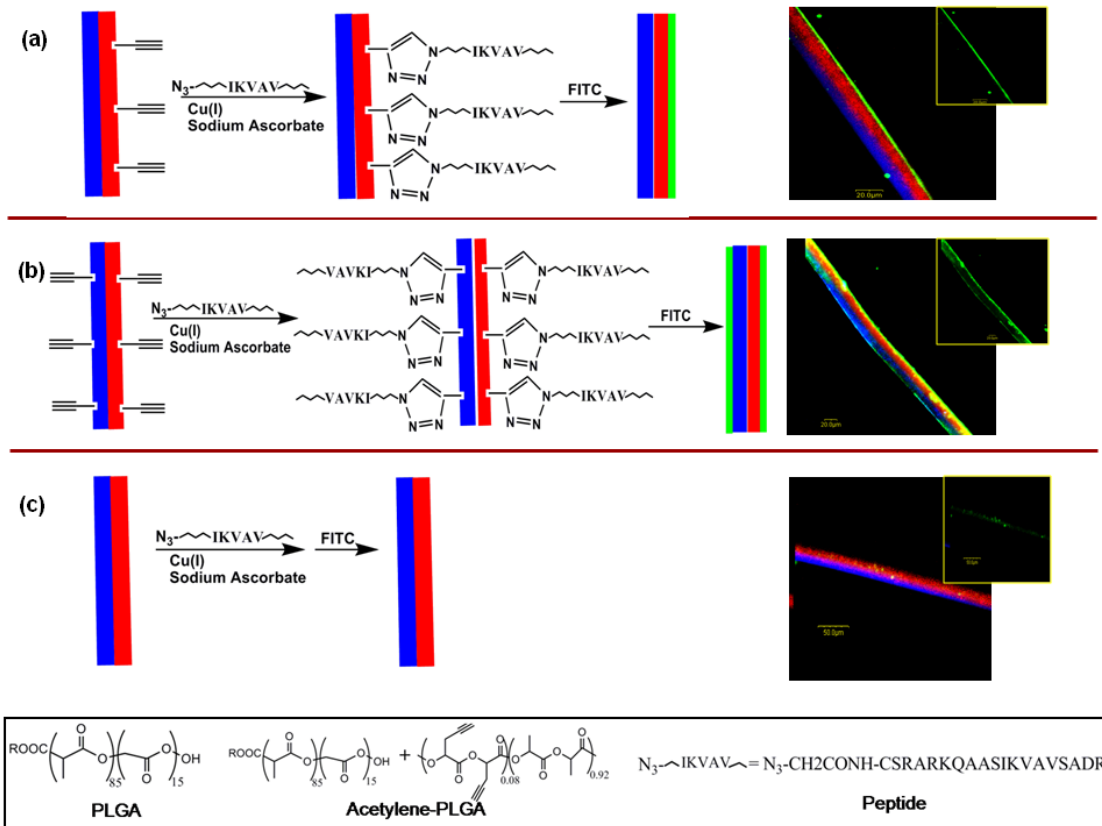 (a)
N₃-IKVAV
Cu(I)
Sodium Ascorbate
N
N=N
IKVAV
N
N=N
IKVAV
N
N=N
IKVAV
FITC
20.0µm
(b)
N₃-IKVAV
Cu(I)
Sodium Ascorbate
VAVKI
N
N=N
N
N=N
IKVAV
VAVKI
N
N=N
N
N=N
IKVAV
VAVKI
N
N=N
N
N=N
IKVAV
FITC
20.0µm
(c)
N₃-IKVAV
Cu(I)
Sodium Ascorbate
FITC
50.0µm
ROOC
O
O
O
O
OH
85
15
PLGA
ROOC
O
O
O
O
OH
85
15
+
O
O
O
O
0.08
O
O
O
O
0.92
Acetylene-PLGA
N₃-IKVAV=N₃-CH2CONH-CSRARKQAASIKVAVSADR
Peptide